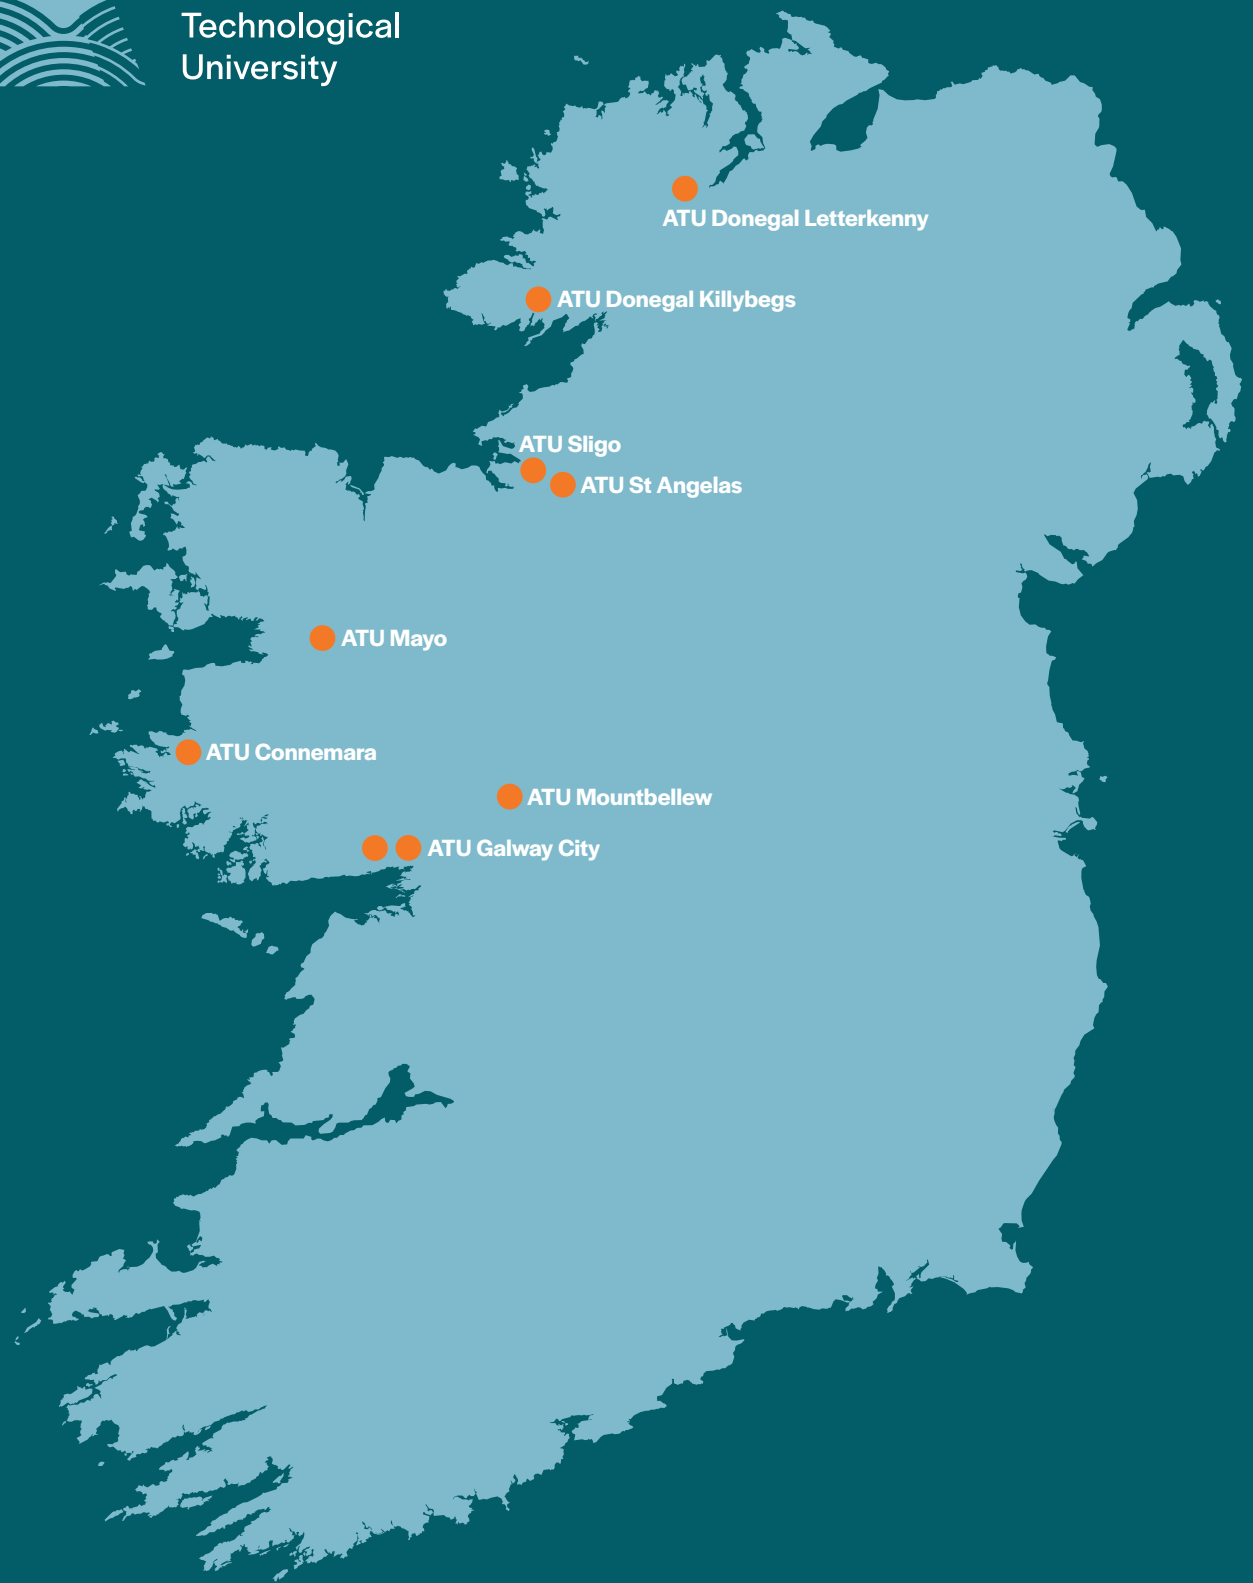 Technological
University
ATU Donegal Letterkenny
ATU Donegal Killybegs
ATU Sligo
ATU St Angelas
ATU Mayo
ATU Connemara
ATU Mountbellew
ATU Galway City